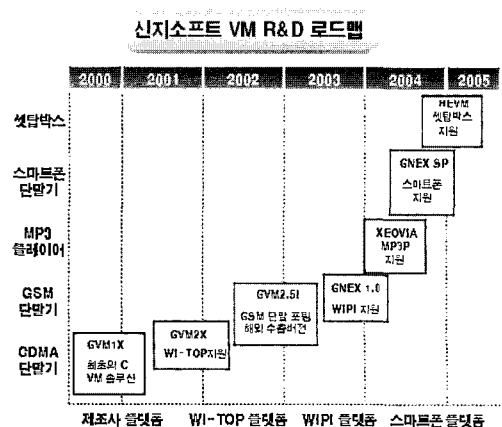 신지소프트 VM R&D 로드맵
2000 2001 2002 2003 2004 2005
셋탑박스
HEVM
셋탑박스
지원
스마트폰
단말기
GNEX SP
스마트폰
지원
MP3
플레이어
XEOVIA
MP3P
지원
GSM
단말기
GVM2.5I
GSM 단말 포핑
해외 수출버전
GNEX 1.0
WIPI 지원
CDMA
단말기
GVM1X
최초의 C
VM 솔루션
GVM2X
WI-TOP지원
제조사 플랫폼 WI-TOP 플랫폼 WIPI 플랫폼 스마트폰 플랫폼